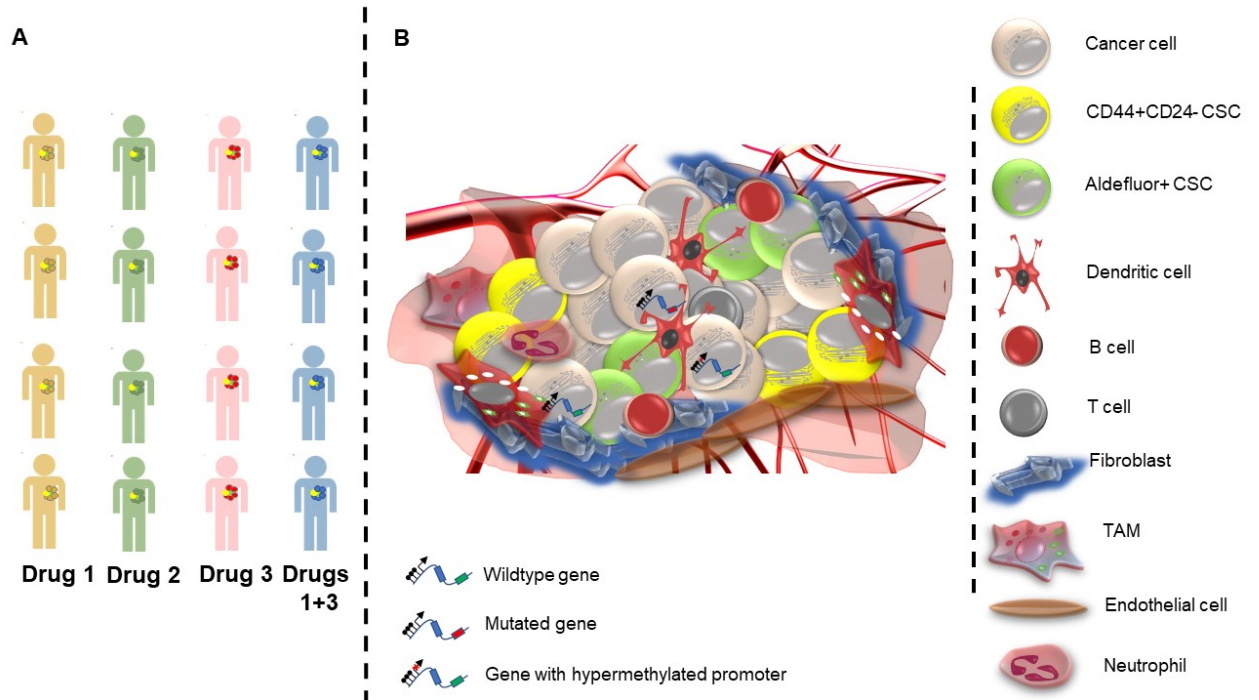 A
Drug 1
Drug 2
Drug 3
Drugs
1+3
B
Wildtype gene
Mutated gene
Gene with hypermethylated promoter
Cancer cell
CD44+CD24- CSC
Aldefluor+ CSC
Dendritic cell
B cell
T cell
Fibroblast
TAM
Endothelial cell
Neutrophil